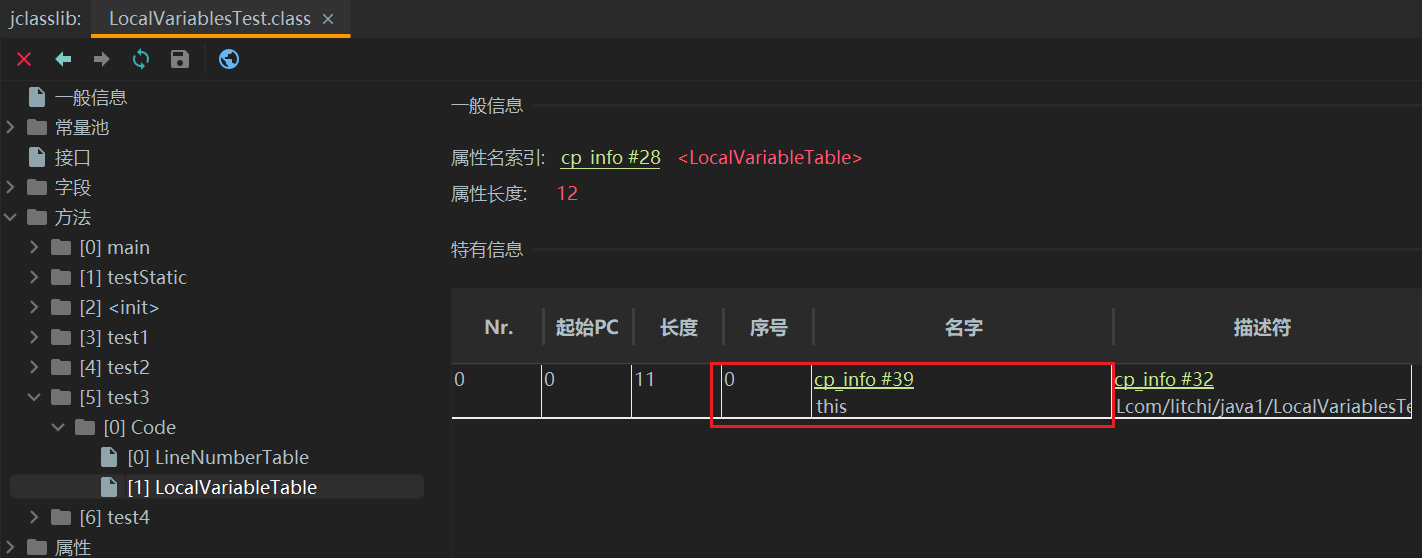 jclasslib: LocalVariablesTest.class
一般信息
常量池
接口
字段
方法
[0] main
[1] testStatic
[2] <init>
[3] test1
[4] test2
[5] test3
[0] Code
[0] LineNumberTable
[1] LocalVariableTable
[6] test4
属性
一般信息
属性名索引: cp_info #28 <LocalVariableTable>
属性长度: 12
特有信息
Nr. 起始PC 长度 序号 名字 描述符
0 0 11 0 cp_info #39 cp_info #32
this Lcom/litchi/java1/LocalVariablesTe